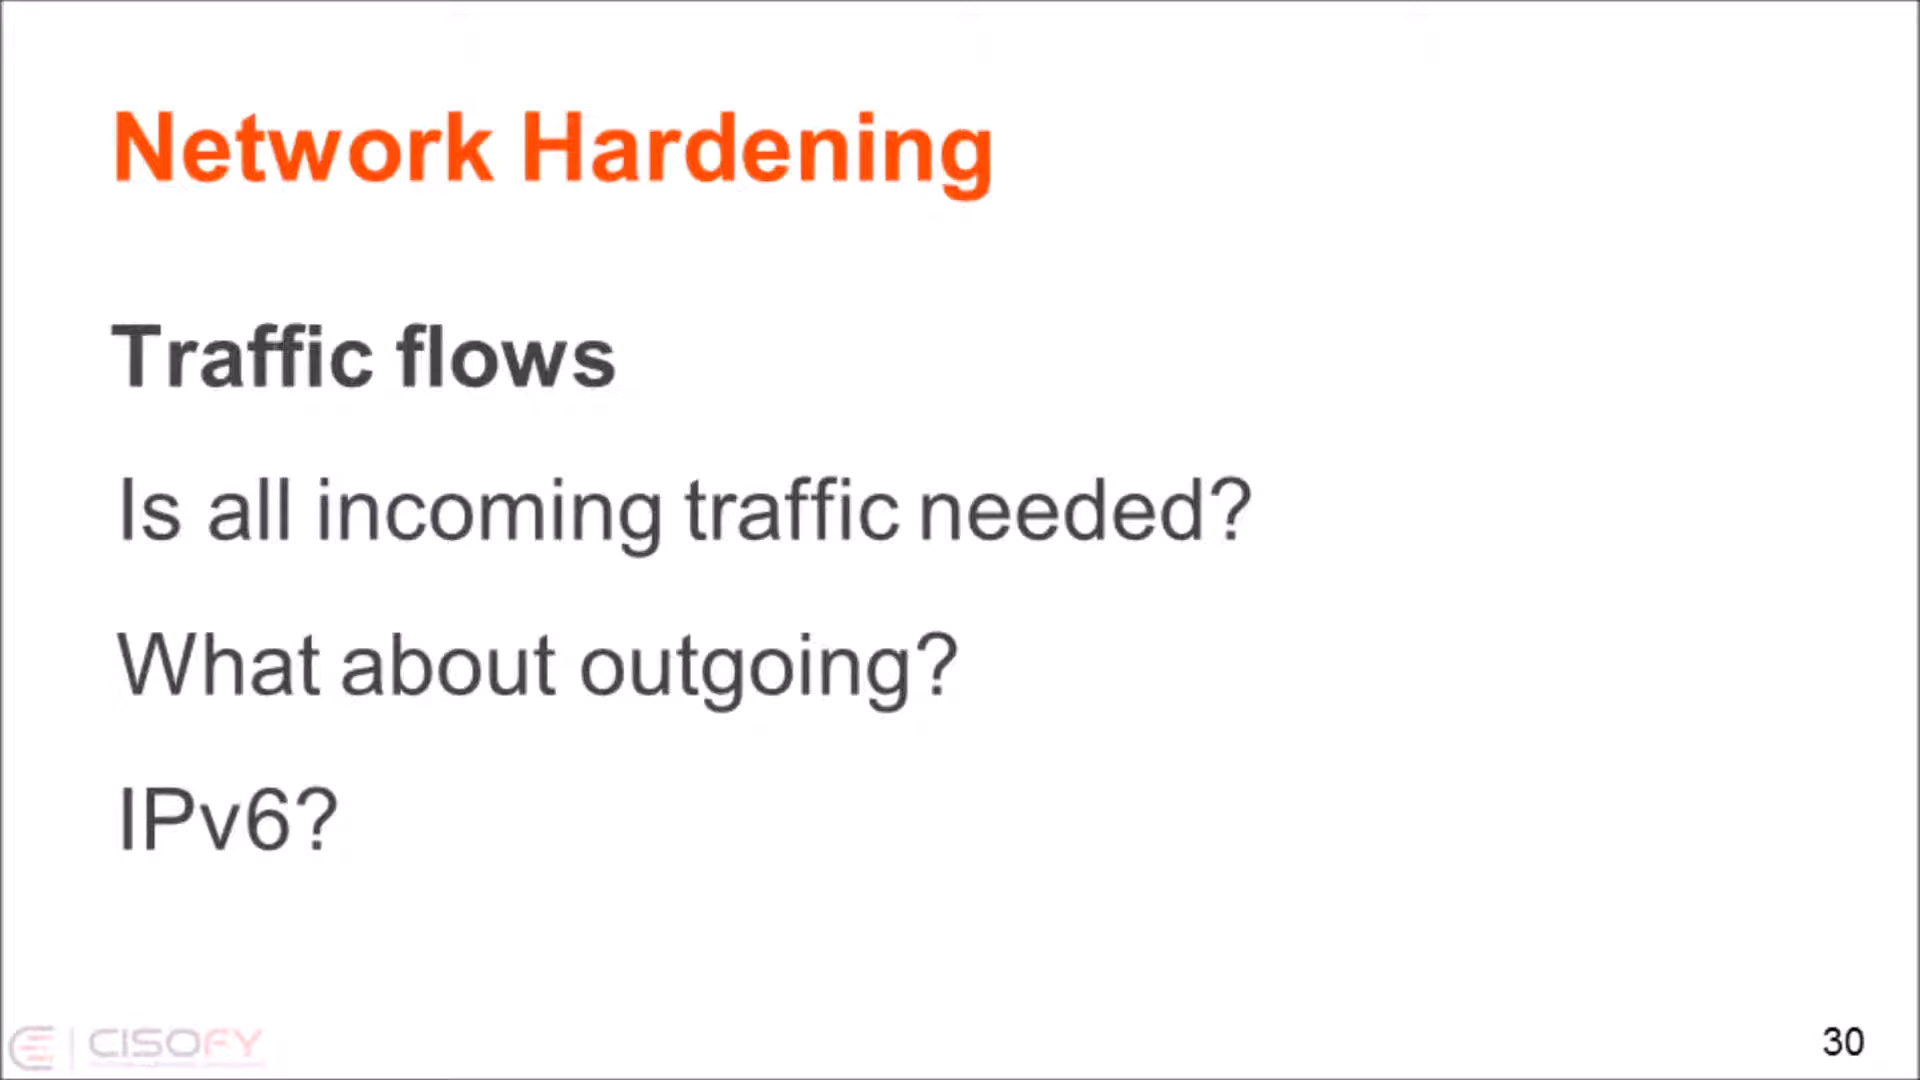 Network Hardening
Traffic flows
Is all incoming traffic needed?
What about outgoing?
IPv6?
CISOFY
30